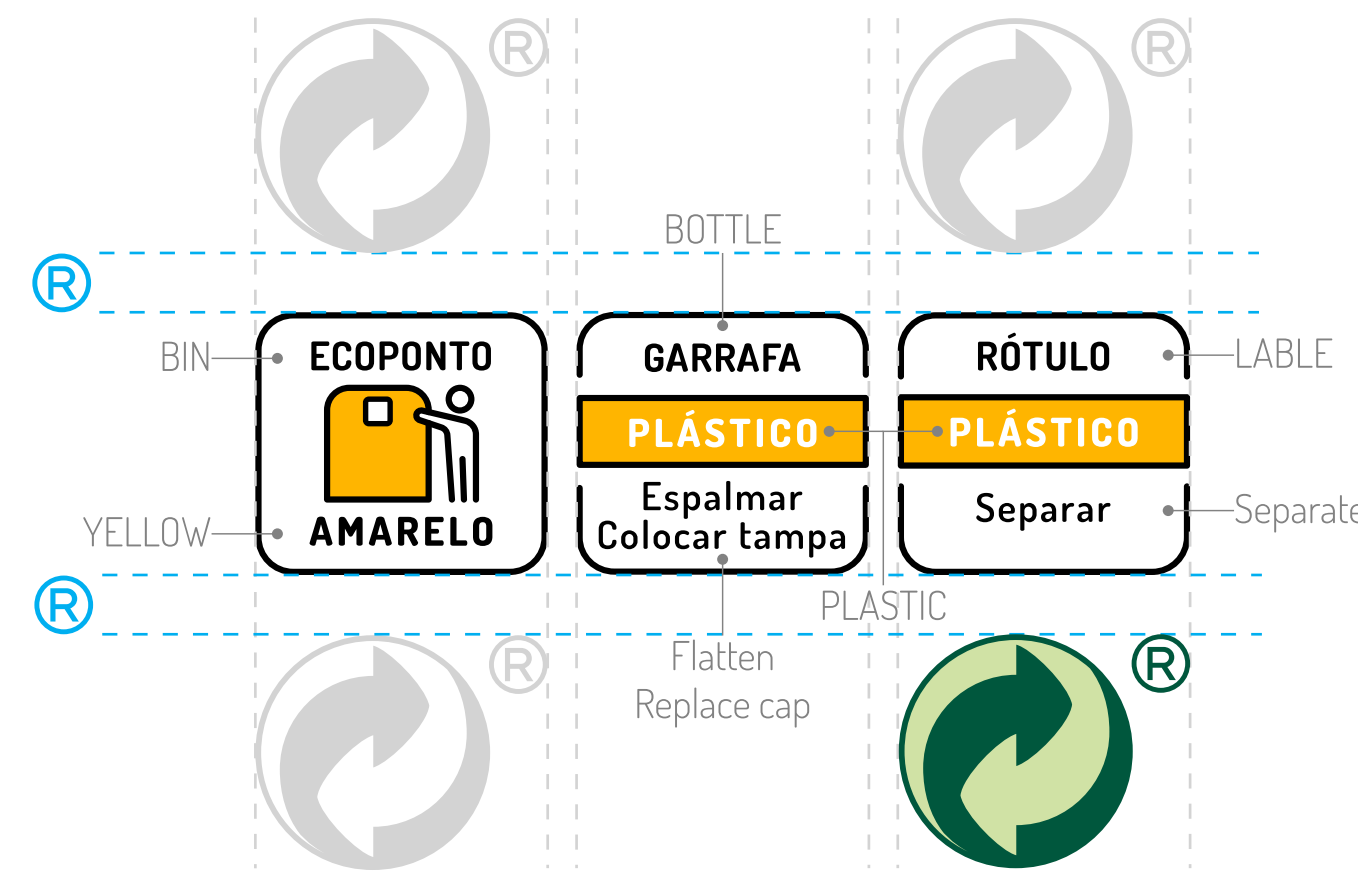 ®
®
BOTTLE
®
BIN
ECOPONTO
AMARELO
YELLOW
GARRAFA
PLÁSTICO
Espalmar
Colocar tampa
RÓTULO
PLÁSTICO
Separar
LABLE
Separate
®
PLASTIC
Flatten
Replace cap
®
®